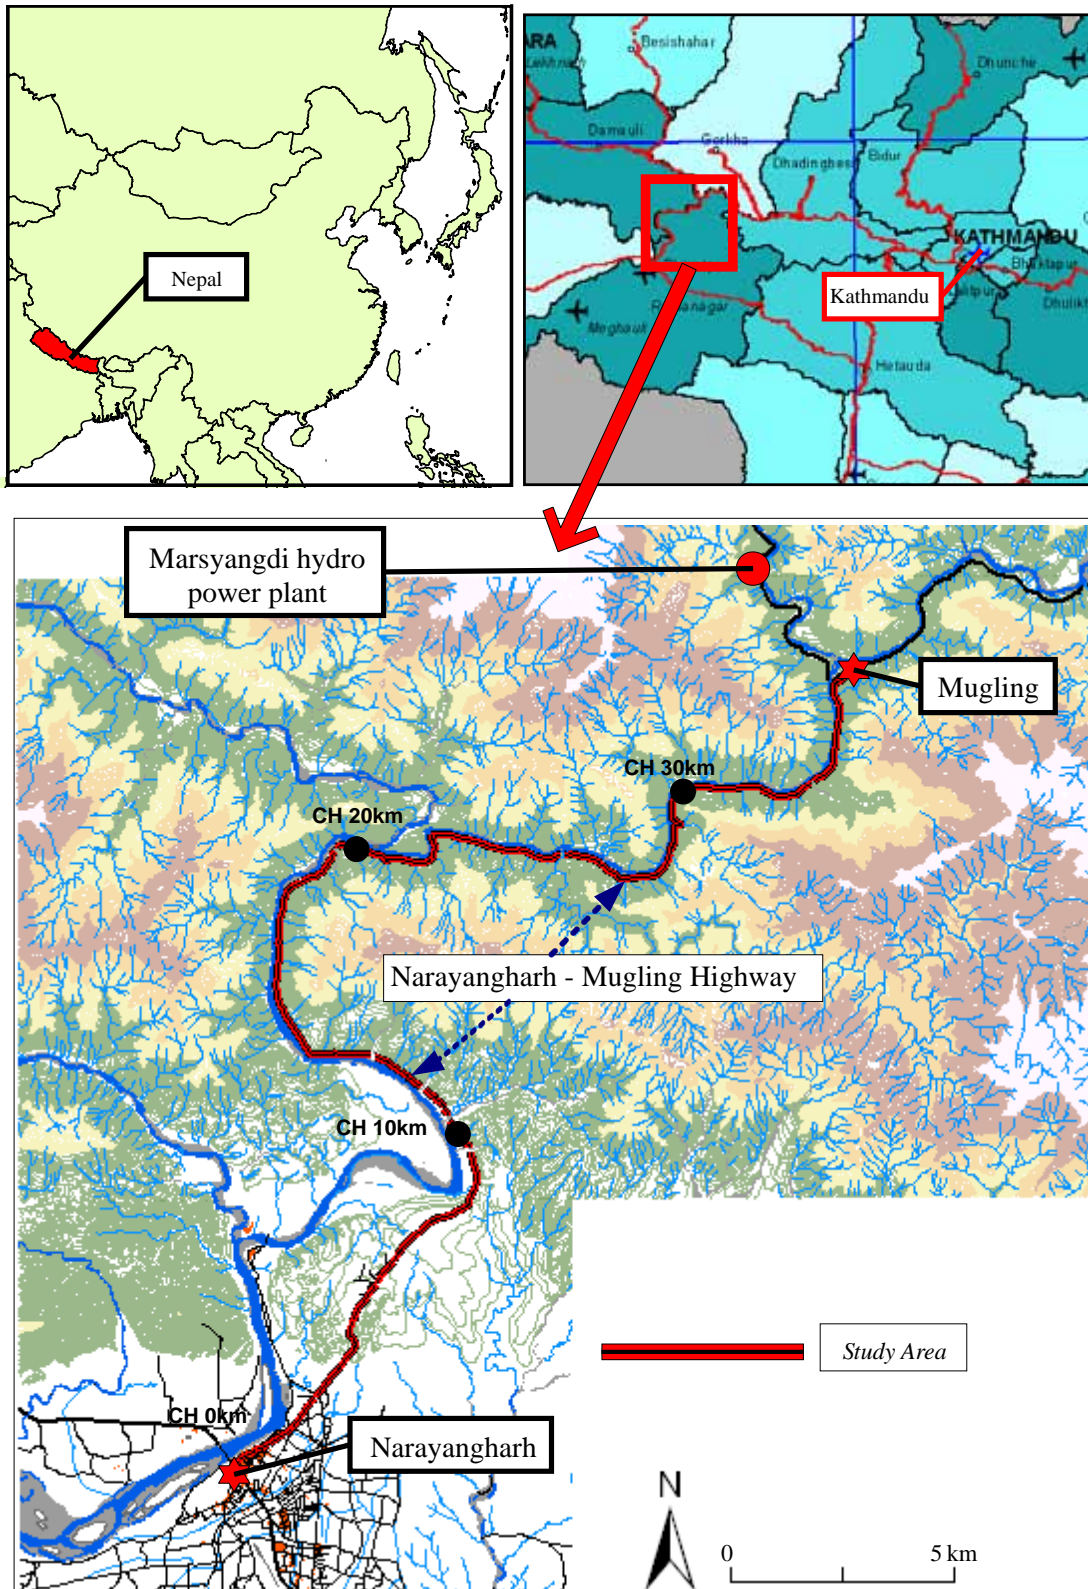 Nepal
Besishahar
Dhunche
Damauli
Gorkha
Bidur
KATHMANDU
Bhaktapur
Kathmandu
Hetauda
Marsyangdi hydro
power plant
Mugling
CH 30km
CH 20km
Narayangharh - Mugling Highway
CH 10km
Study Area
CH 0km
Narayangharh
N
0
5 km